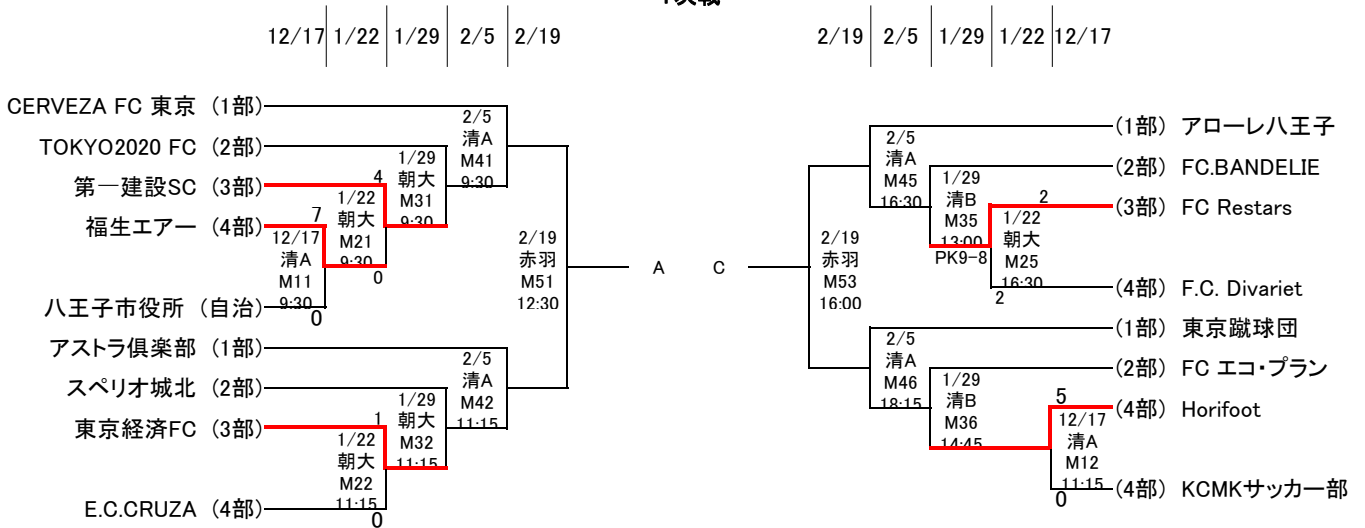 12/17 1/22 1/29 2/5 2/19
2/19 2/5 1/29 1/22 12/17
CERVEZA FC 東京 (1部)
TOKYO2020 FC (2部)
第一建設SC (3部)
福生エアー (4部)
八王子市役所 (自治)
アストラ倶楽部 (1部)
スペリオ城北 (2部)
東京経済FC (3部)
E.C.CRUZA (4部)
7
12/17
清A
M11
9:30
0
4
1/22
朝大
M21
9:30
0
1/29
朝大
M31
9:30
2/5
清A
M41
9:30
1
1/22
朝大
M22
11:15
0
1/29
朝大
M32
11:15
2/5
清A
M42
11:15
2/19
赤羽
M51
12:30
A
C
2/19
赤羽
M53
16:00
2/5
清A
M45
16:30
1/29
清B
M35
13:00
PK9-8
2
1/22
朝大
M25
16:30
2
2/5
清A
M46
18:15
1/29
清B
M36
14:45
5
12/17
清A
M12
11:15
0
(1部) アローレ八王子
(2部) FC.BANDELIE
(3部) FC Restars
(4部) F.C. Divariet
(1部) 東京蹴球団
(2部) FC エコ・プラン
(4部) Horifoot
(4部) KCMKサッカー部